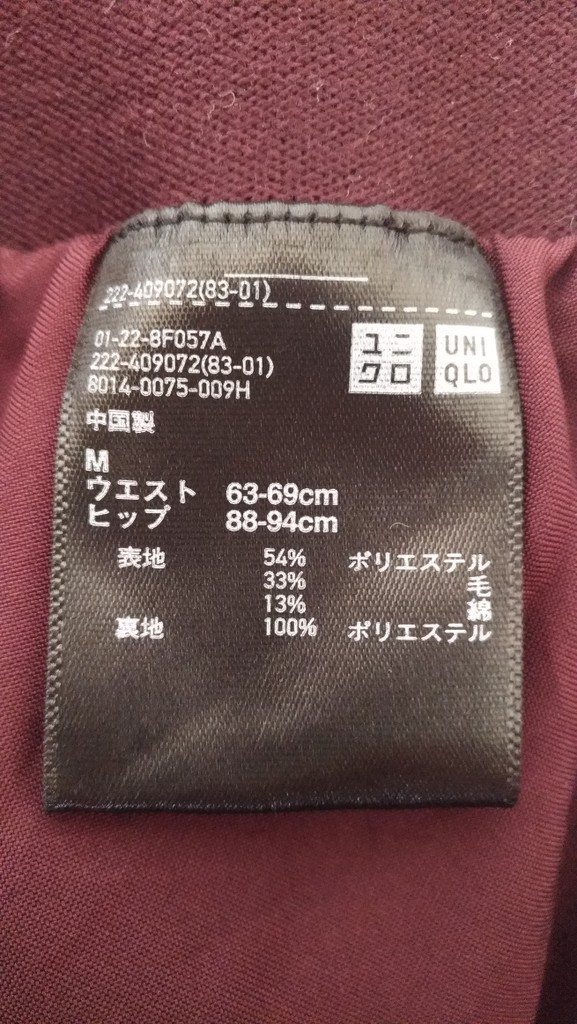 222-409072(83-01)
01-22-8F057A
222-409072(83-01)
8014-0075-009H
ユニ
クロ
UNI
QLO
中国製
M
ウエスト 63-69cm
ヒップ 88-94cm
表地 54% ポリエステル
33% 毛
13% 綿
裏地 100% ポリエステル